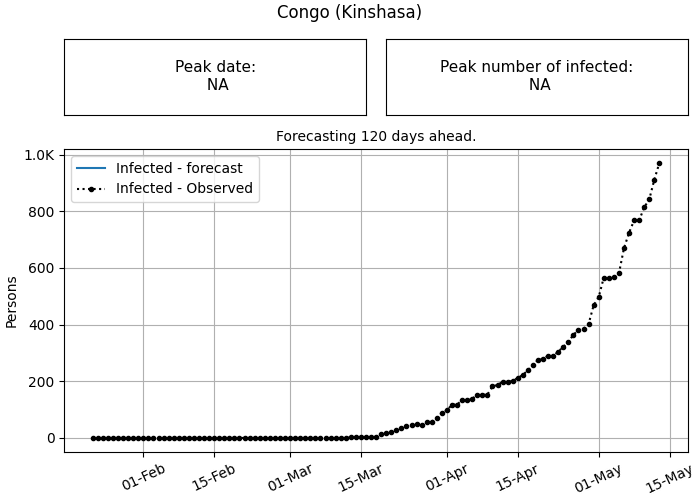 Congo (Kinshasa)
Peak date:
NA
Peak number of infected:
NA
Forecasting 120 days ahead.
Infected - forecast
Infected - Observed
1.0K
800
600
400
200
0
Persons
01-Feb
15-Feb
01-Mar
15-Mar
01-Apr
15-Apr
01-May
15-May